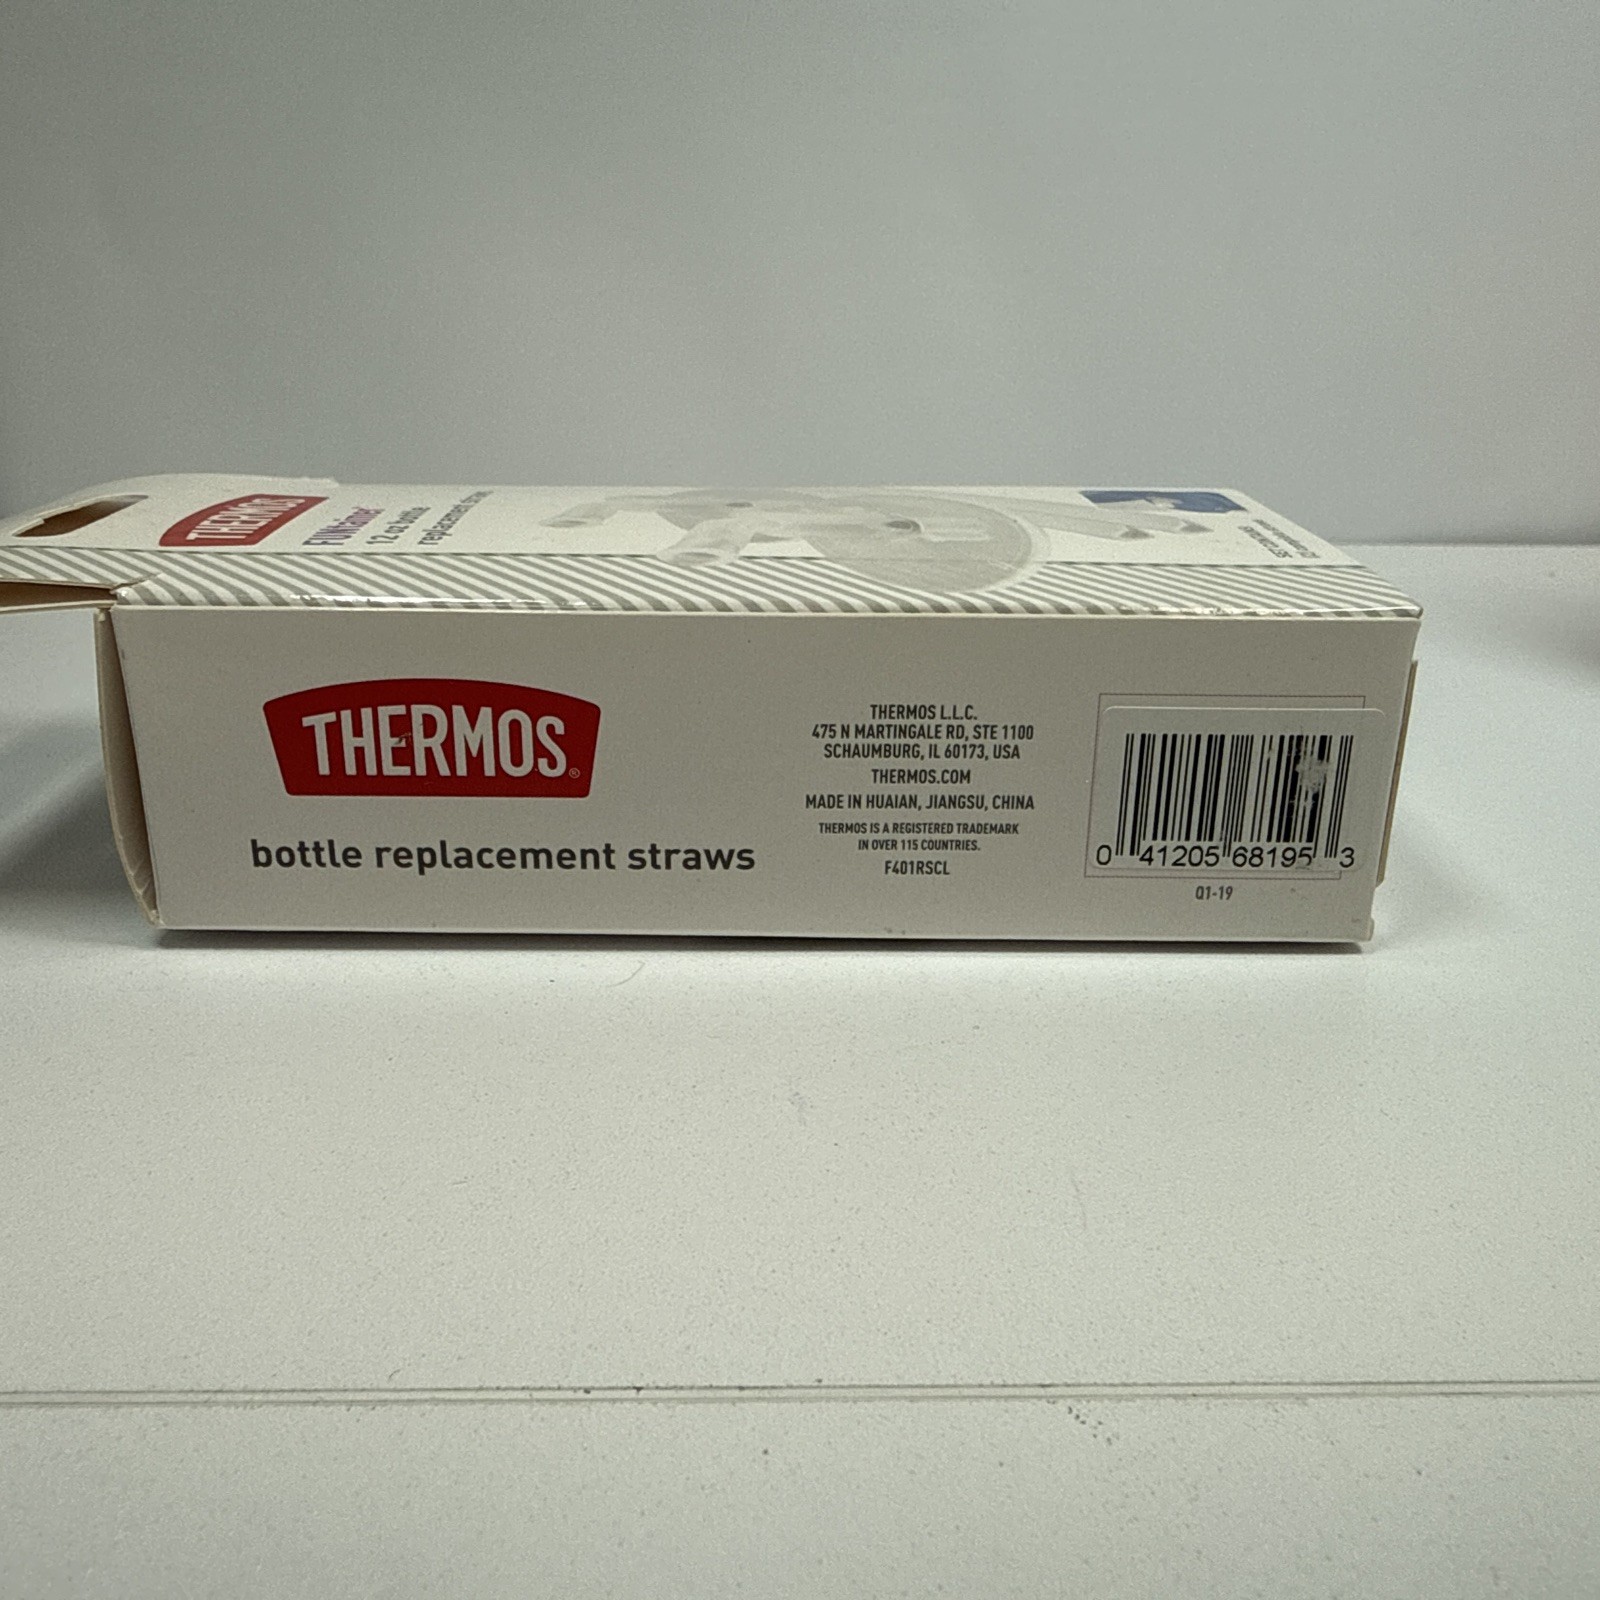 THERMOS
FUNtainer
12 oz bottle
replacement straws
THERMOS®
bottle replacement straws
THERMOS L.L.C.
475 N MARTINGALE RD, STE 1100
SCHAUMBURG, IL 60173, USA
THERMOS.COM
MADE IN HUAIAN, JIANGSU, CHINA
THERMOS IS A REGISTERED TRADEMARK
IN OVER 115 COUNTRIES.
F401RSCL
0 41205 68195 3
Q1-19